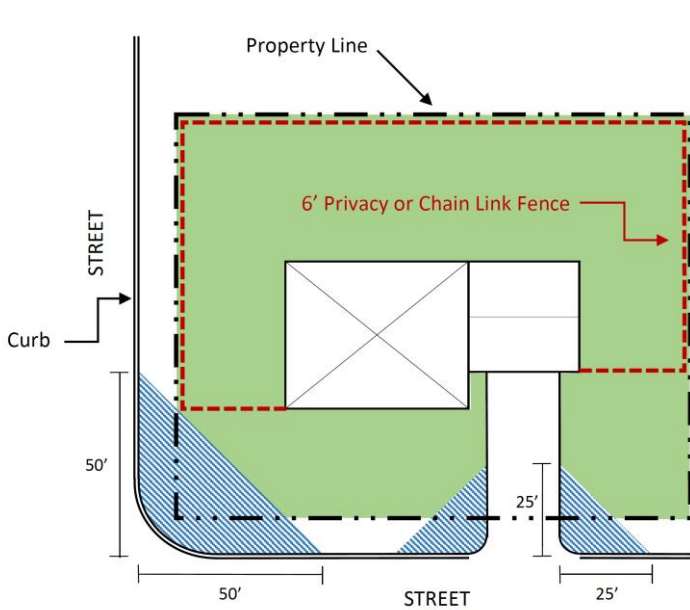 Property Line
6’ Privacy or Chain Link Fence
STREET
Curb
50’
25’
50’
STREET
25’